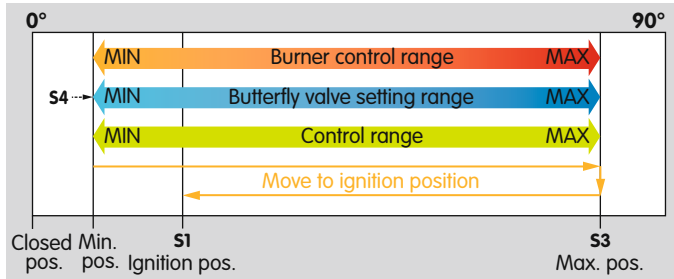 0° 90°
MIN Burner control range MAX
S4 MIN Butterfly valve setting range MAX
MIN Control range MAX
Move to ignition position
Closed Min. S1 S3
pos. pos. Ignition pos. Max. pos.